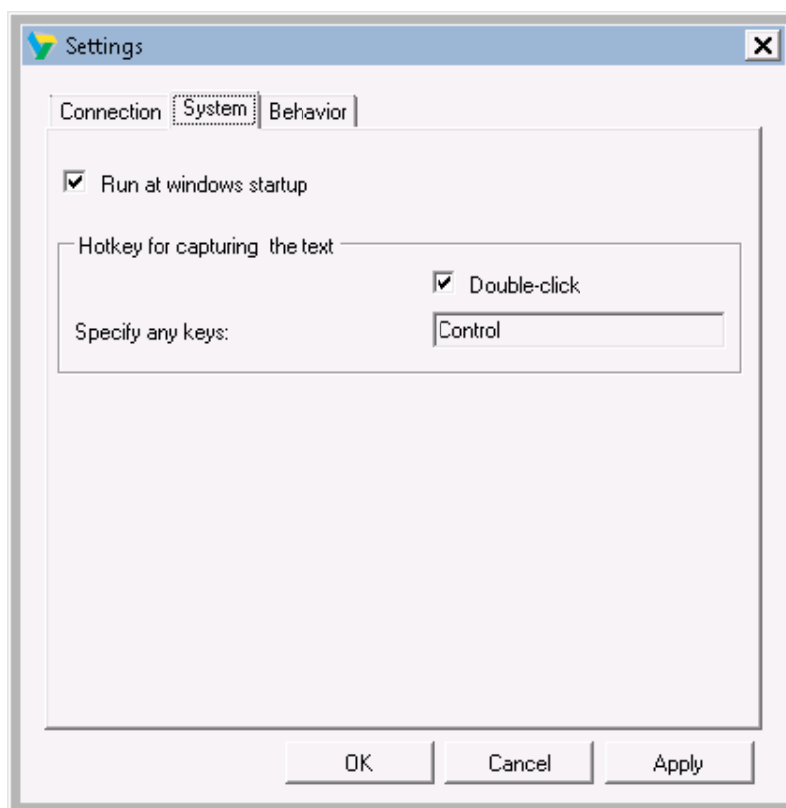 Settings
Connection System Behavior
Run at windows startup
Hotkey for capturing the text
Double-click
Specify any keys: Control
OK Cancel Apply